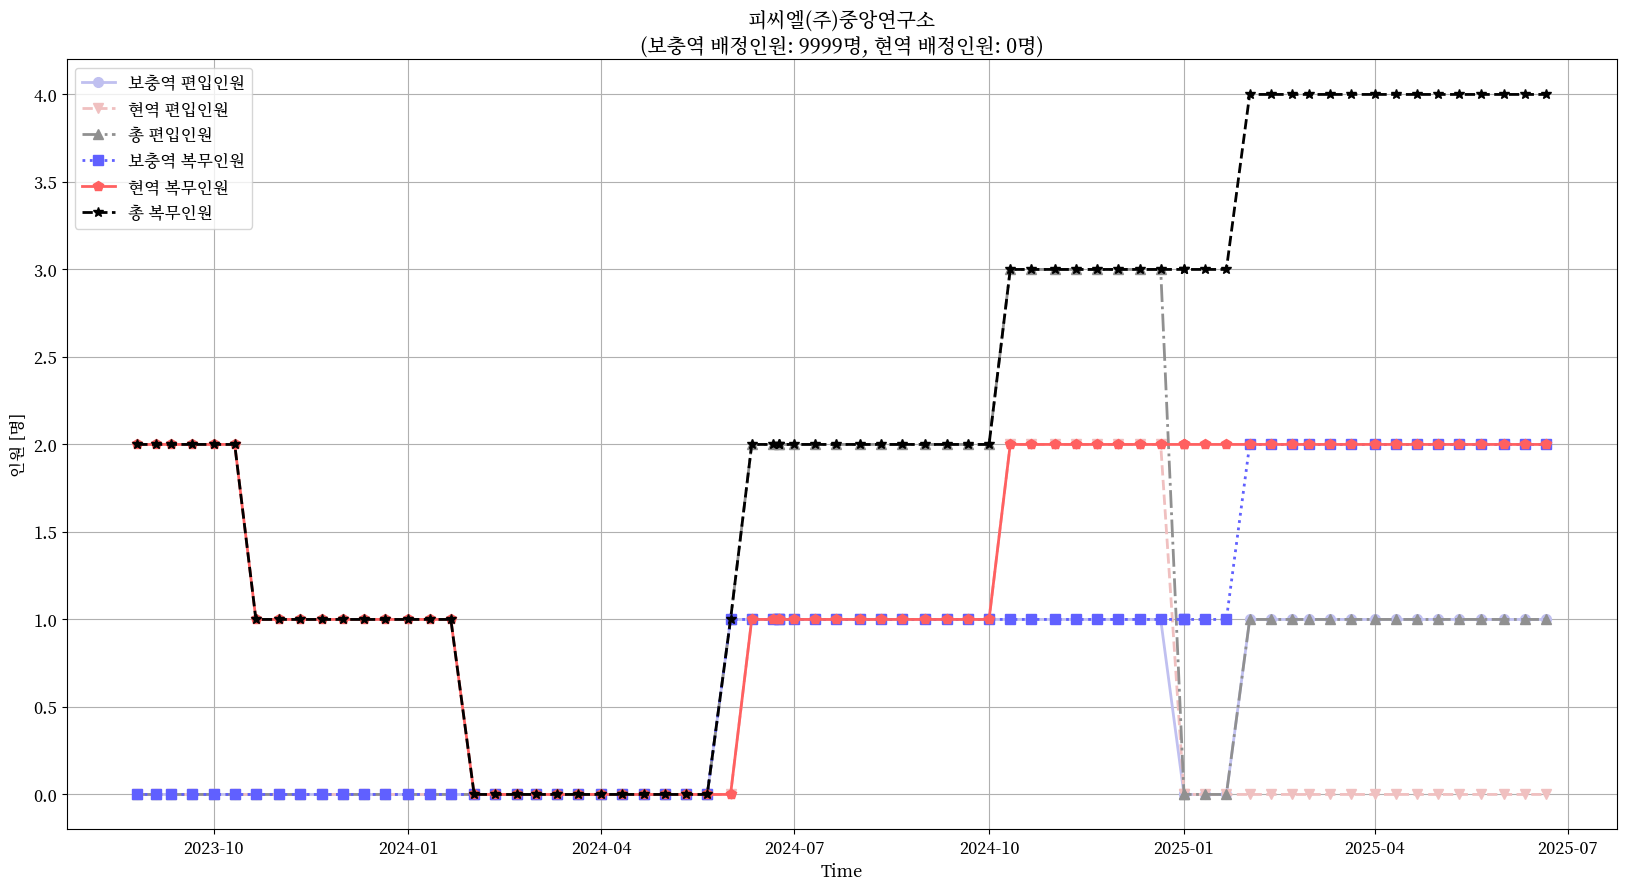 피씨엘(주)중앙연구소
(보충역 배정인원: 9999명, 현역 배정인원: 0명)
보충역 편입인원
현역 편입인원
총 편입인원
보충역 복무인원
현역 복무인원
총 복무인원
인원 [명]
4.0
3.5
3.0
2.5
2.0
1.5
1.0
0.5
0.0
2023-10 2024-01 2024-04 2024-07 2024-10 2025-01 2025-04 2025-07
Time